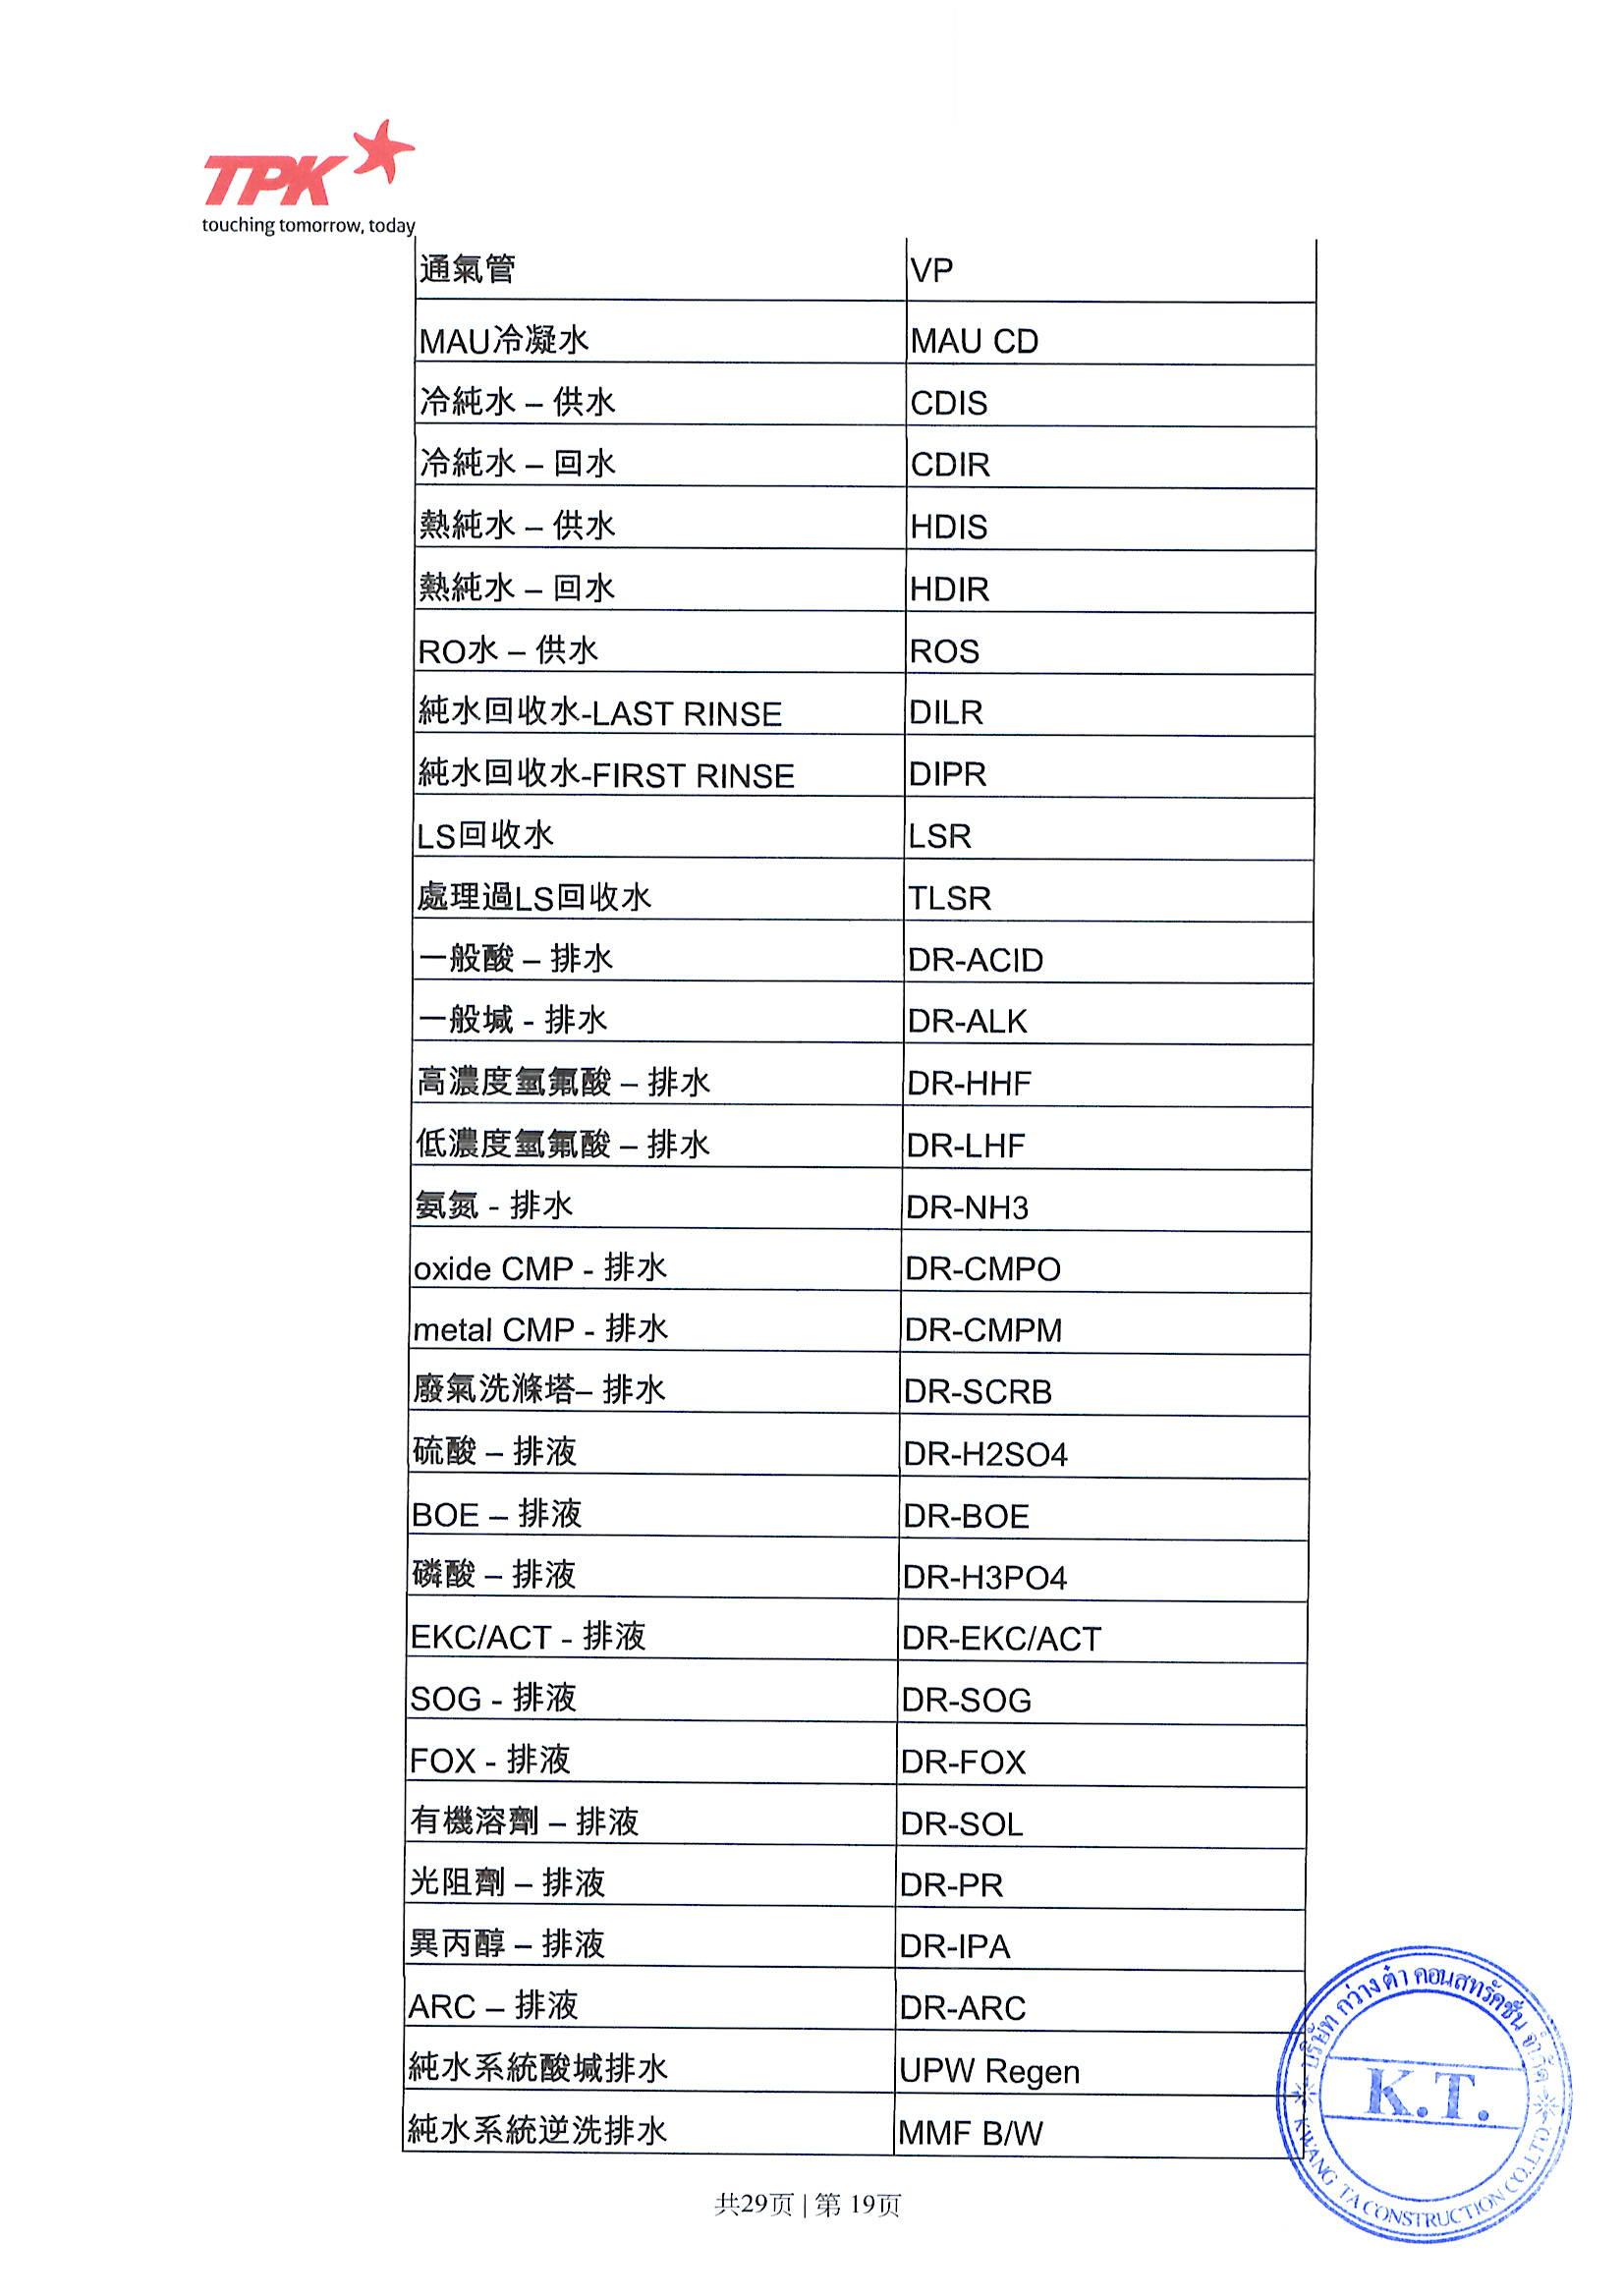 TPK
touching tomorrow, today
通氣管 VP
MAU冷凝水 MAU CD
冷純水 – 供水 CDIS
冷純水 – 回水 CDIR
熱純水 – 供水 HDIS
熱純水 – 回水 HDIR
RO水 – 供水 ROS
純水回收水-LAST RINSE DILR
純水回收水-FIRST RINSE DIPR
LS回收水 LSR
處理過LS回收水 TLSR
一般酸 – 排水 DR-ACID
一般堿 - 排水 DR-ALK
高濃度氫氟酸 – 排水 DR-HHF
低濃度氫氟酸 – 排水 DR-LHF
氨氮 - 排水 DR-NH3
oxide CMP - 排水 DR-CMPO
metal CMP - 排水 DR-CMPM
廢氣洗滌塔– 排水 DR-SCRB
硫酸 – 排液 DR-H2SO4
BOE – 排液 DR-BOE
磷酸 – 排液 DR-H3PO4
EKC/ACT - 排液 DR-EKC/ACT
SOG - 排液 DR-SOG
FOX - 排液 DR-FOX
有機溶劑 – 排液 DR-SOL
光阻劑 – 排液 DR-PR
異丙醇 – 排液 DR-IPA
ARC – 排液 DR-ARC
純水系統酸堿排水 UPW Regen
純水系統逆洗排水 MMF B/W
บริษัท กว่างต๋า คอนสทรัคชั่น จำกัด
K.T.
KWANG TA CONSTRUCTION CO.LTD
共29页 | 第 19页